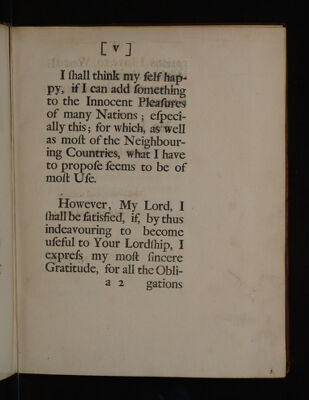 [ v ]
I ſhall think my ſelf hap-
py, if I can add ſomething
to the Innocent Pleaſures
of many Nations ; eſpeci-
ally this ; for which, as well
as moſt of the Neighbour-
ing Countries, what I have
to propoſe ſeems to be of
moſt Uſe.
However, My Lord, I
ſhall be ſatisfied, if, by thus
indeavouring to become
uſeful to Your Lordſhip, I
expreſs my moſt ſincere
Gratitude, for all the Obli-
a 2 gations